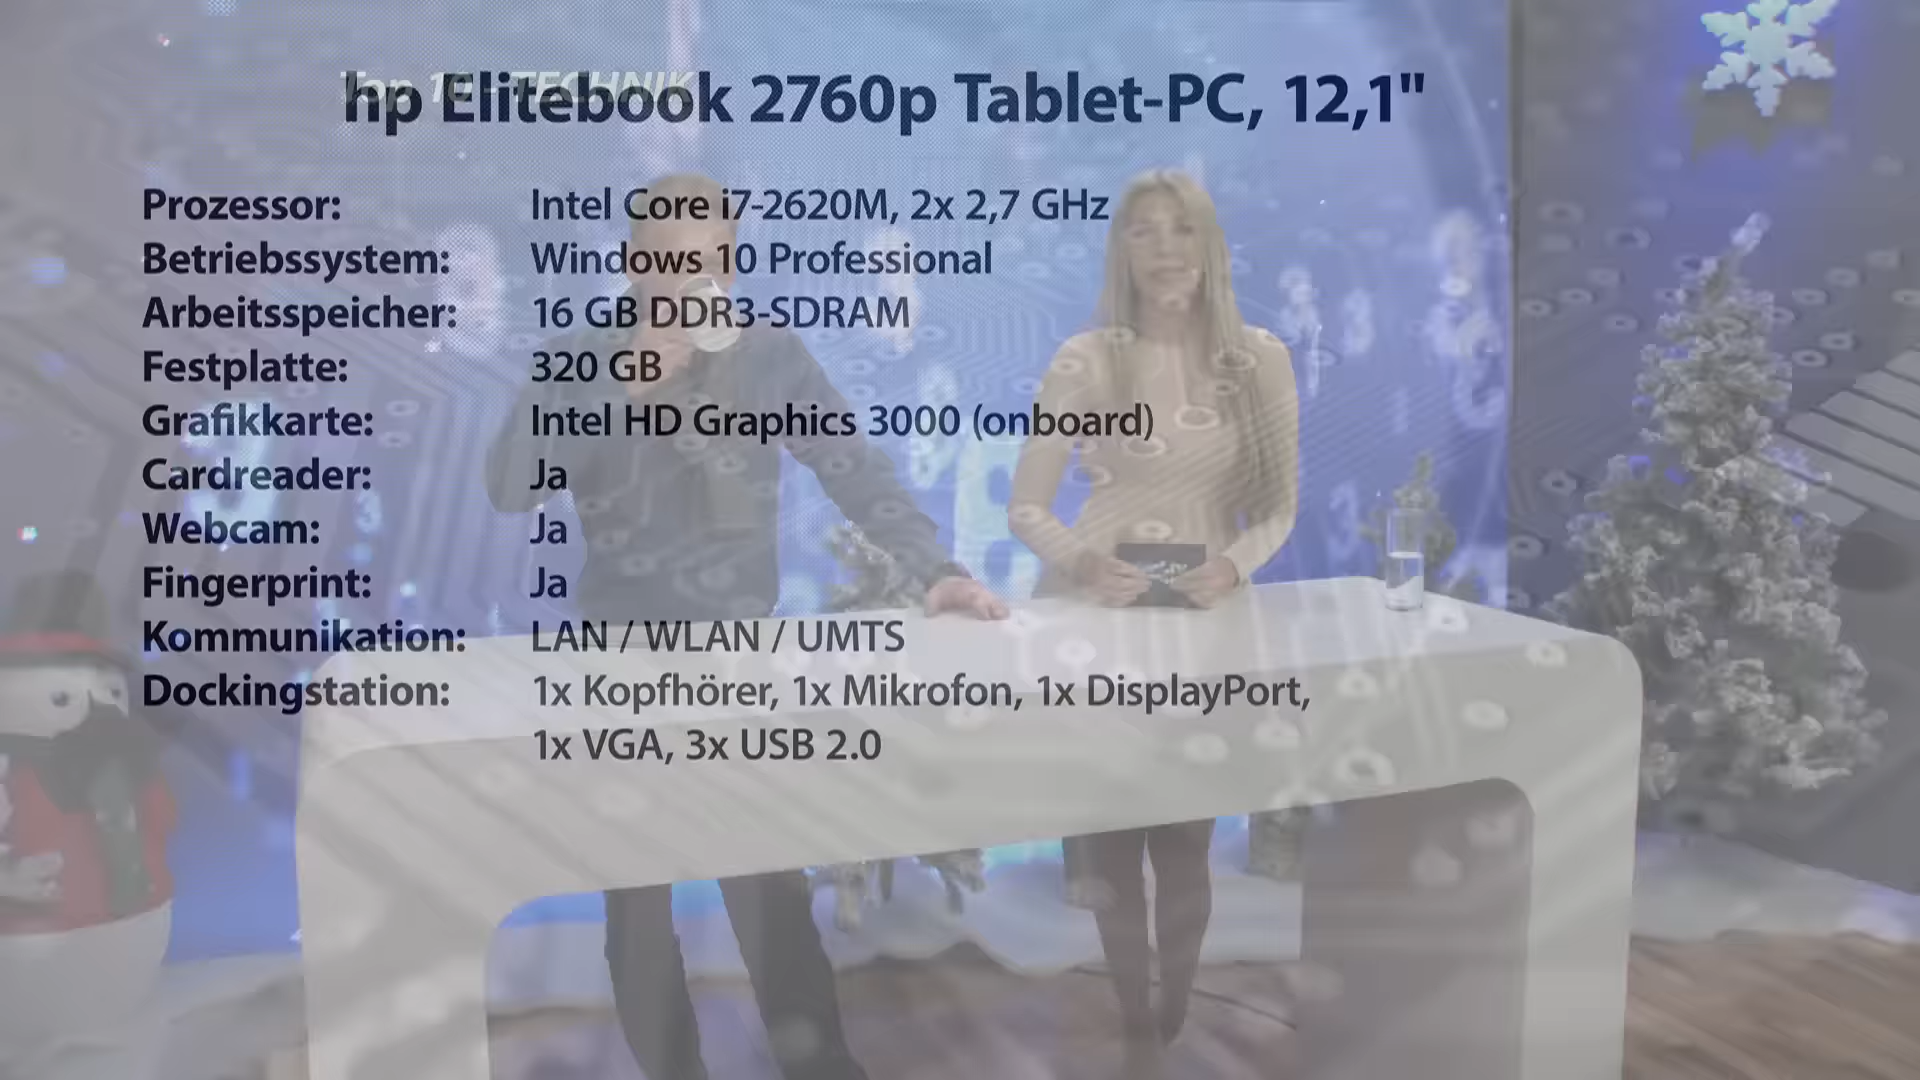 Top 10 - TECHNIK
hp Elitebook 2760p Tablet-PC, 12,1"
Prozessor: Intel Core i7-2620M, 2x 2,7 GHz
Betriebssystem: Windows 10 Professional
Arbeitsspeicher: 16 GB DDR3-SDRAM
Festplatte: 320 GB
Grafikkarte: Intel HD Graphics 3000 (onboard)
Cardreader: Ja
Webcam: Ja
Fingerprint: Ja
Kommunikation: LAN / WLAN / UMTS
Dockingstation: 1x Kopfhörer, 1x Mikrofon, 1x DisplayPort,
1x VGA, 3x USB 2.0